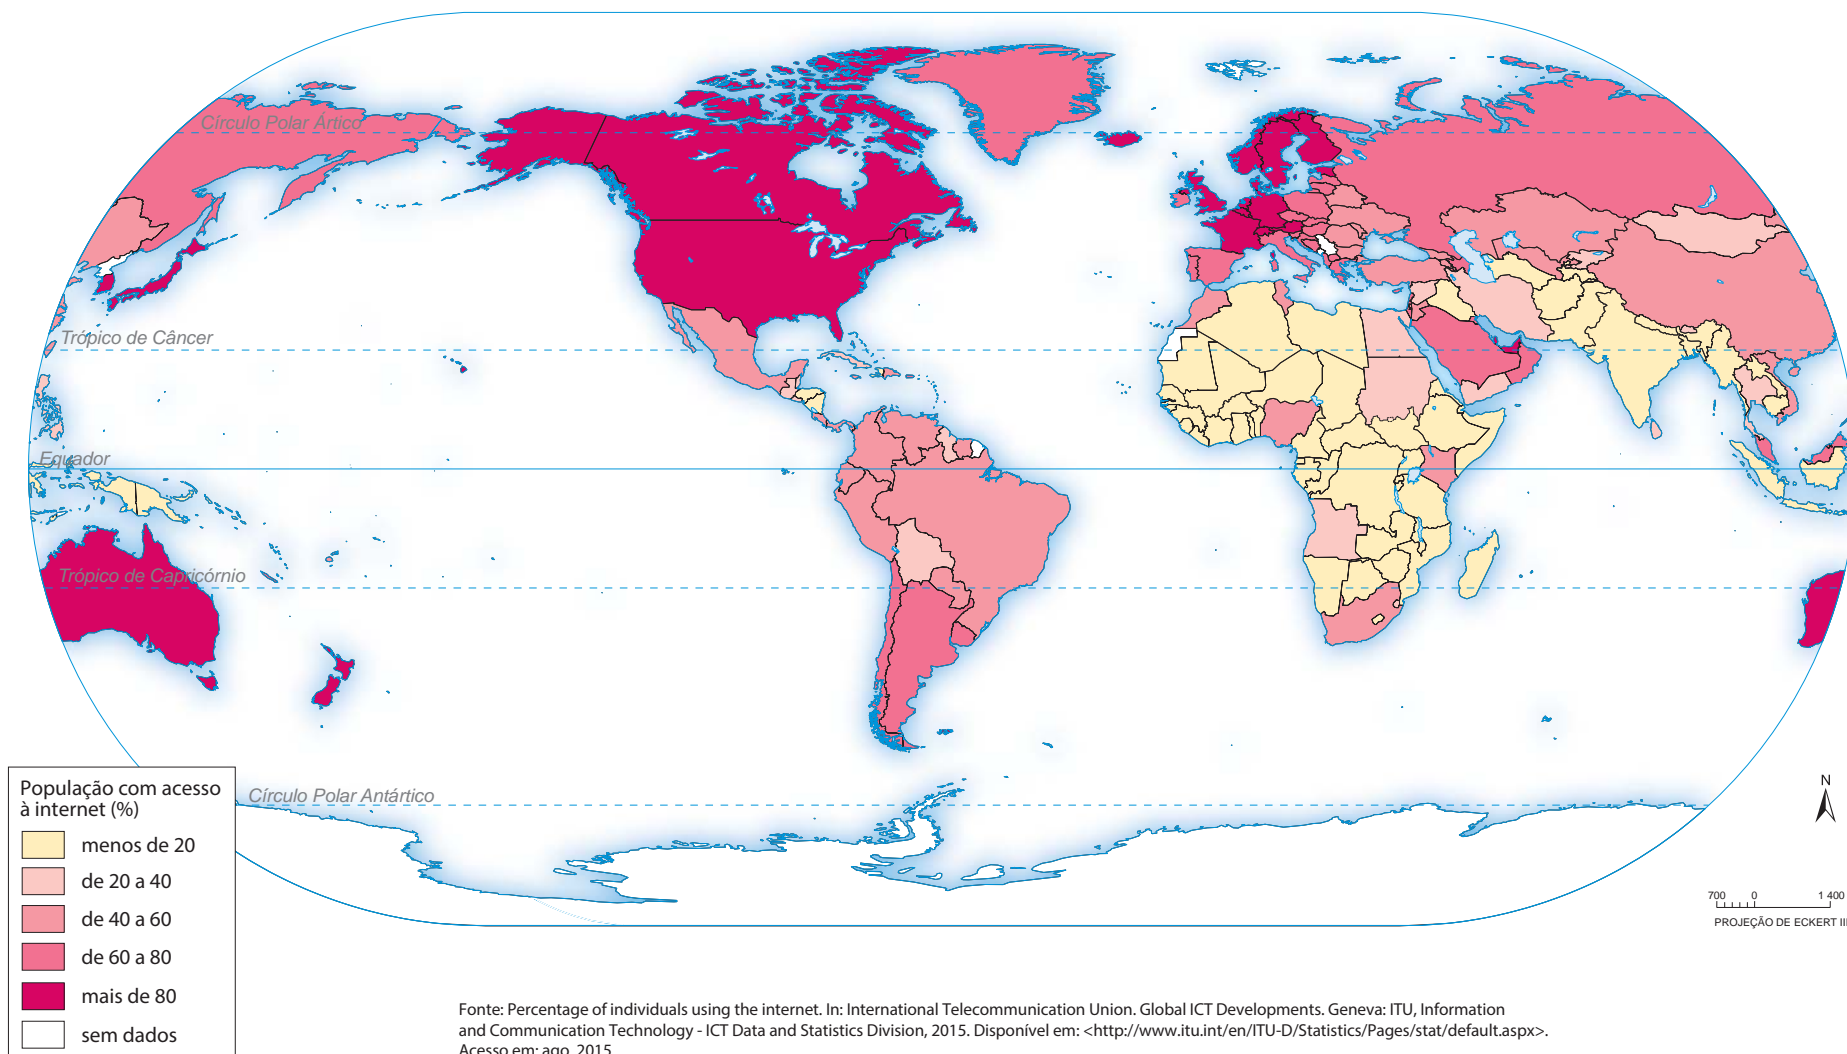 Círculo Polar Ártico
Trópico de Câncer
Equador
Trópico de Capricórnio
Círculo Polar Antártico
População com acesso
à internet (%)
menos de 20
de 20 a 40
de 40 a 60
de 60 a 80
mais de 80
sem dados
N
700 0 1 400
PROJEÇÃO DE ECKERT III
Fonte: Percentage of individuals using the internet. In: International Telecommunication Union. Global ICT Developments. Geneva: ITU, Information
and Communication Technology - ICT Data and Statistics Division, 2015. Disponível em: <http://www.itu.int/en/ITU-D/Statistics/Pages/stat/default.aspx>.
Acesso em: ago. 2015